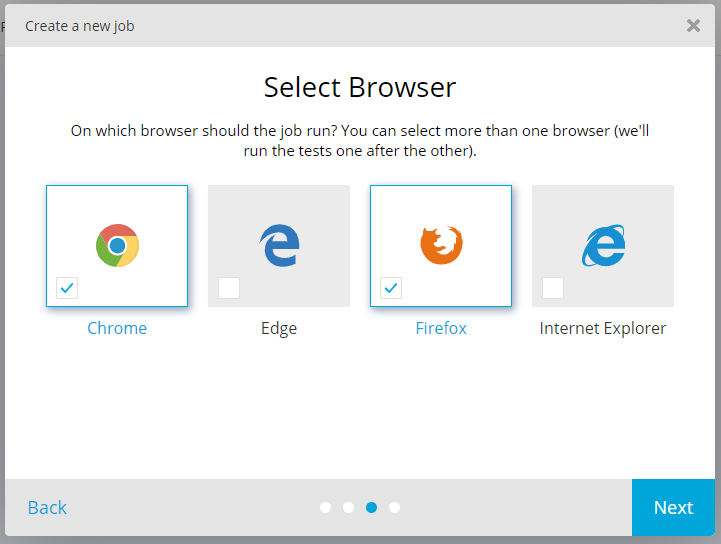 Create a new job
Select Browser
On which browser should the job run? You can select more than one browser (we'll
run the tests one after the other).
Chrome
Edge
Firefox
Internet Explorer
Back
Next